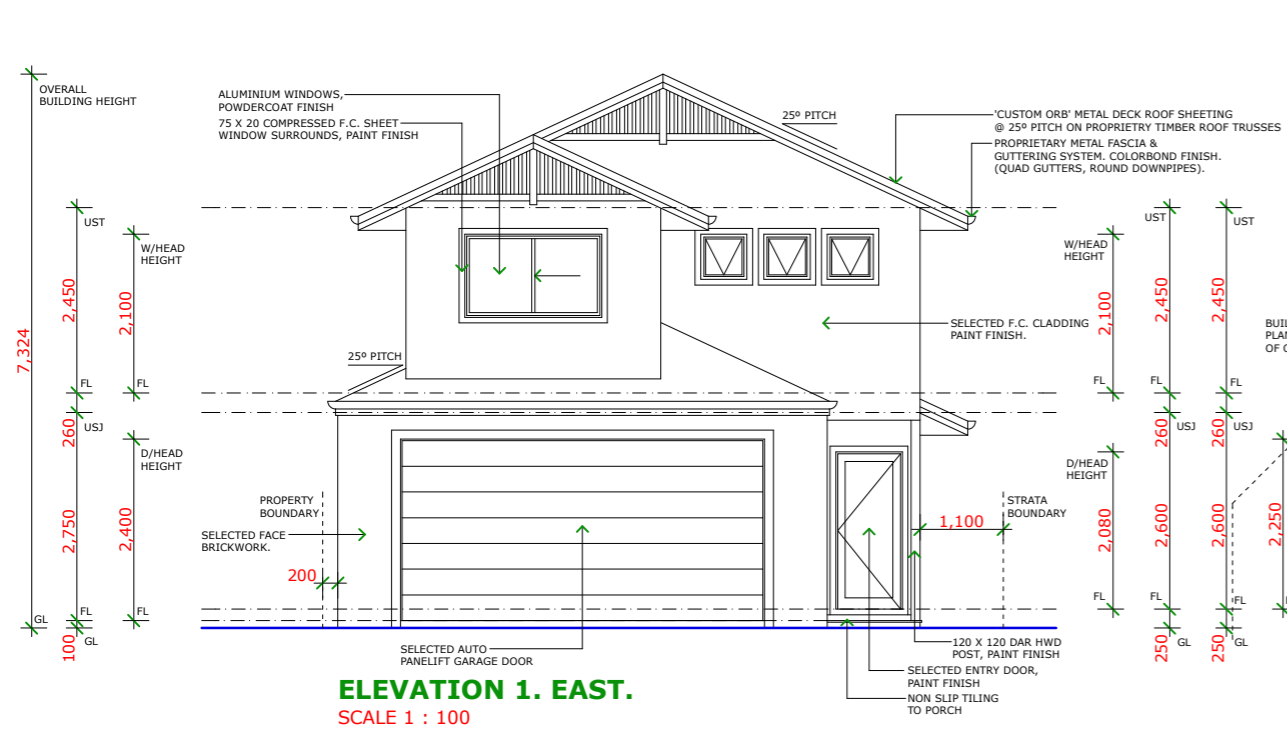 OVERALL
BUILDING HEIGHT
ALUMINIUM WINDOWS,
POWDERCOAT FINISH
75 X 20 COMPRESSED F.C. SHEET
WINDOW SURROUNDS, PAINT FINISH
25º PITCH
'CUSTOM ORB' METAL DECK ROOF SHEETING
@ 25º PITCH ON PROPRIETRY TIMBER ROOF TRUSSES
PROPRIETARY METAL FASCIA &
GUTTERING SYSTEM. COLORBOND FINISH.
(QUAD GUTTERS, ROUND DOWNPIPES).
UST
W/HEAD
HEIGHT
2,450
2,100
7,324
FL
FL
260
USJ
D/HEAD
HEIGHT
2,750
2,400
FL
FL
GL
100
GL
25º PITCH
SELECTED F.C. CLADDING
PAINT FINISH.
PROPERTY
BOUNDARY
SELECTED FACE
BRICKWORK.
200
1,100
STRATA
BOUNDARY
UST
UST
W/HEAD
HEIGHT
2,100
2,450
2,450
FL
FL
FL
260
USJ
260
USJ
D/HEAD
HEIGHT
2,080
2,600
2,600
2,250
FL
FL
FL
250
GL
250
GL
SELECTED AUTO
PANELIFT GARAGE DOOR
120 X 120 DAR HWD
POST, PAINT FINISH
SELECTED ENTRY DOOR,
PAINT FINISH
NON SLIP TILING
TO PORCH
ELEVATION 1. EAST.
SCALE 1 : 100